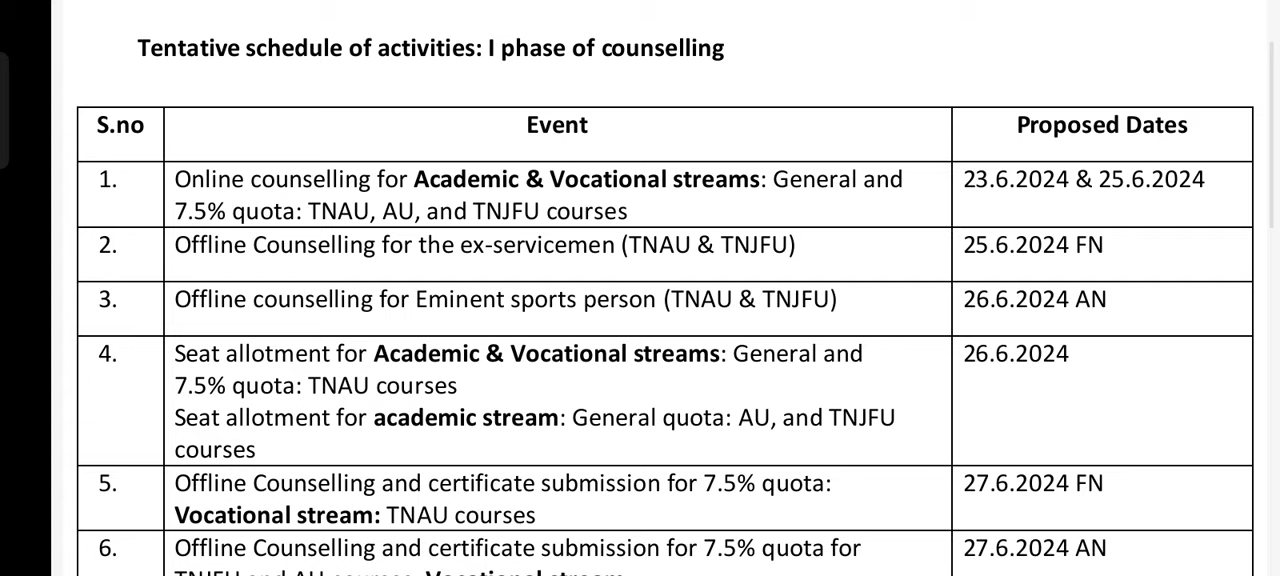 Tentative schedule of activities: I phase of counselling
S.no Event Proposed Dates
1. Online counselling for Academic & Vocational streams: General and 23.6.2024 & 25.6.2024
7.5% quota: TNAU, AU, and TNJFU courses
2. Offline Counselling for the ex-servicemen (TNAU & TNJFU) 25.6.2024 FN
3. Offline counselling for Eminent sports person (TNAU & TNJFU) 26.6.2024 AN
4. Seat allotment for Academic & Vocational streams: General and 26.6.2024
7.5% quota: TNAU courses
Seat allotment for academic stream: General quota: AU, and TNJFU
courses
5. Offline Counselling and certificate submission for 7.5% quota: 27.6.2024 FN
Vocational stream: TNAU courses
6. Offline Counselling and certificate submission for 7.5% quota for 27.6.2024 AN
TNJFU and AU courses: Vocational stream